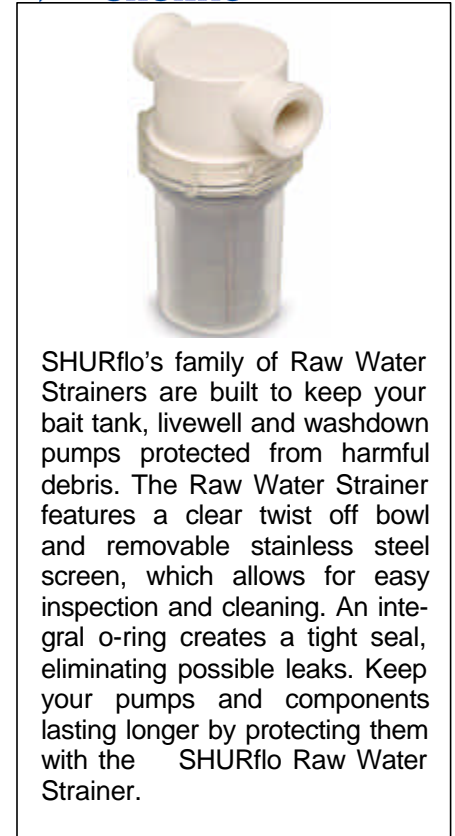 SHURflo’s family of Raw Water
Strainers are built to keep your
bait tank, livewell and washdown
pumps protected from harmful
debris. The Raw Water Strainer
features a clear twist off bowl
and removable stainless steel
screen, which allows for easy
inspection and cleaning. An inte-
gral o-ring creates a tight seal,
eliminating possible leaks. Keep
your pumps and components
lasting longer by protecting them
with the SHURflo Raw Water
Strainer.